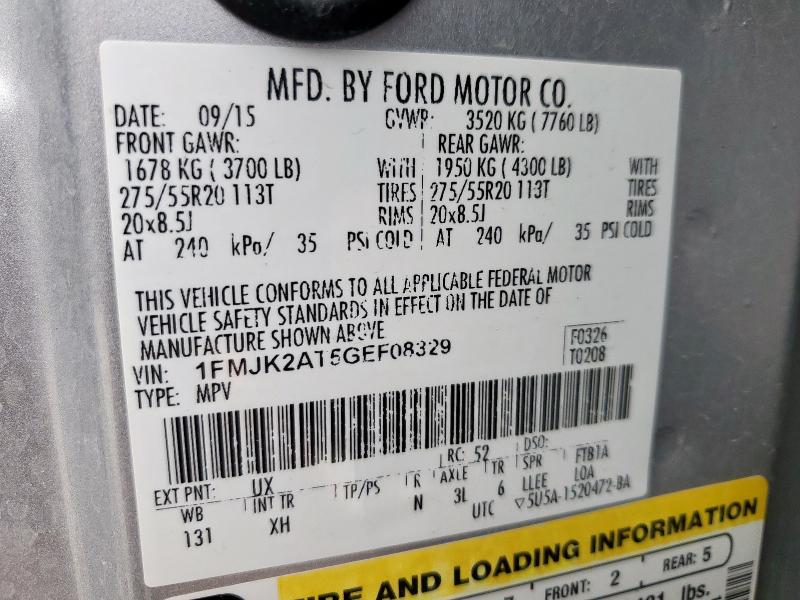 MFD. BY FORD MOTOR CO.
DATE: 09/15 GVWR: 3520 KG ( 7760 LB)
FRONT GAWR: REAR GAWR:
1678 KG ( 3700 LB) WITH 1950 KG ( 4300 LB) WITH
275/55R20 113T TIRES 275/55R20 113T TIRES
20x8.5J RIMS 20x8.5J RIMS
AT 240 kPa/ 35 PSI COLD AT 240 kPa/ 35 PSI COLD
THIS VEHICLE CONFORMS TO ALL APPLICABLE FEDERAL MOTOR
VEHICLE SAFETY STANDARDS IN EFFECT ON THE DATE OF
MANUFACTURE SHOWN ABOVE
VIN: 1FMJK2AT5GEF08329 F0326
TYPE: MPV T0208
EXT PNT: UX RC: 52 DSO:
WB INT TR TP/PS R AXLE TR SPR FTB1A
131 XH N 3L 6 LLEE LOA
UTC ▽5U5A-1520472-BA
TIRE AND LOADING INFORMATION
FRONT: 2 REAR: 5
lbs.